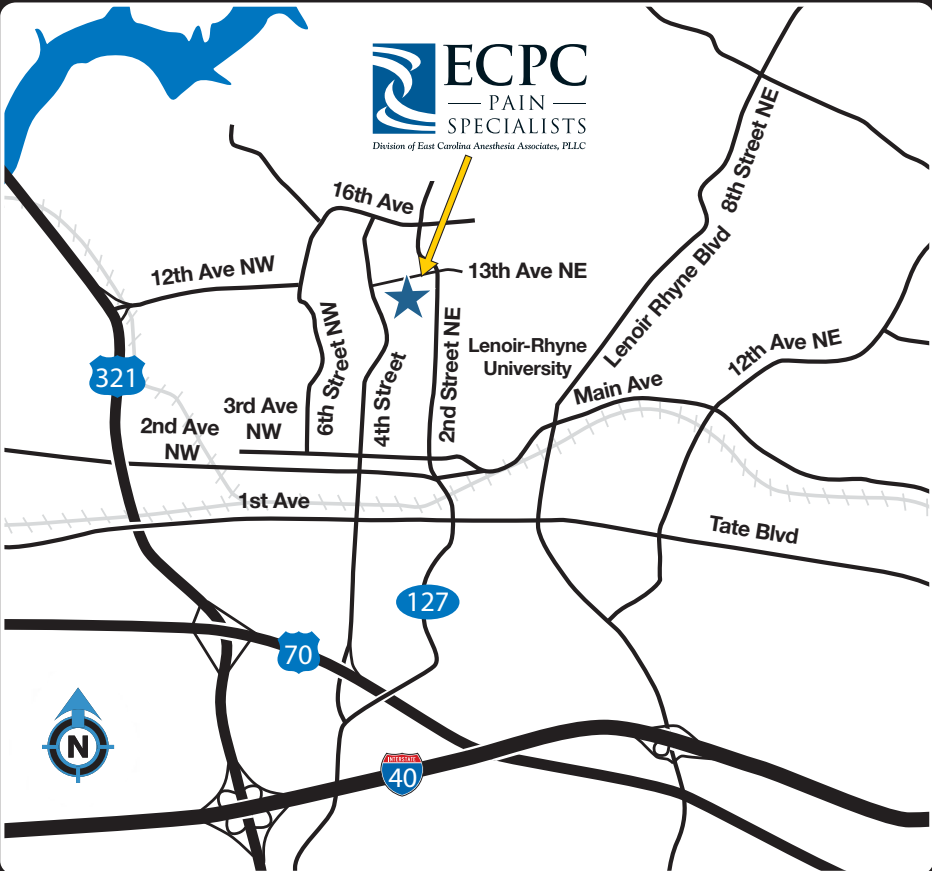 ECPC
PAIN
SPECIALISTS
Division of East Carolina Anesthesia Associates, PLLC
8th Street NE
16th Ave
12th Ave NW
13th Ave NE
Lenoir Rhyne Blvd
6th Street NW
4th Street
2nd Street NE
Lenoir-Rhyne
University
12th Ave NE
321
Main Ave
3rd Ave
NW
2nd Ave
NW
1st Ave
Tate Blvd
127
70
N
INTERSTATE
40